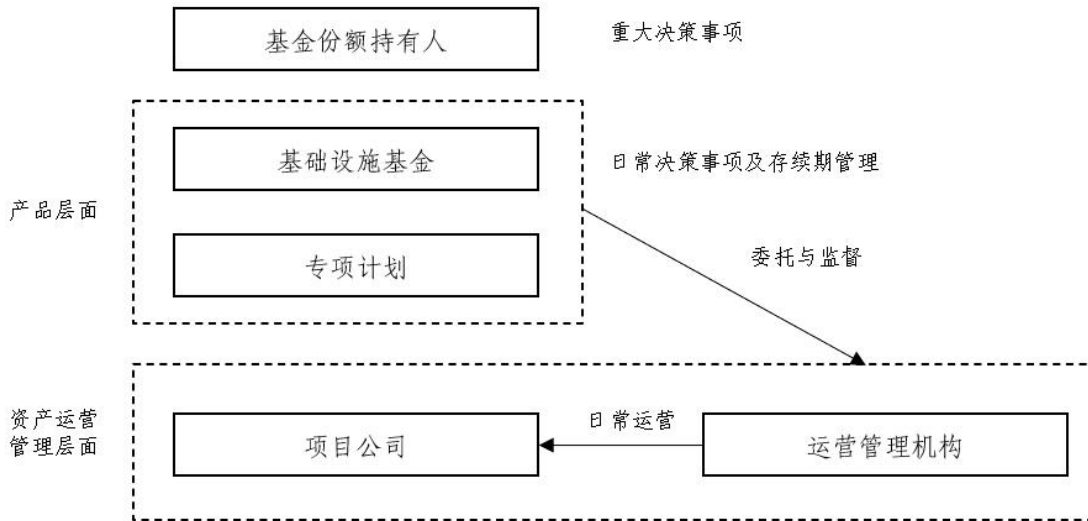 基金份额持有人
重大决策事项
基础设施基金
日常决策事项及存续期管理
产品层面
专项计划
委托与监督
资产运营
管理层面
项目公司
日常运营
运营管理机构